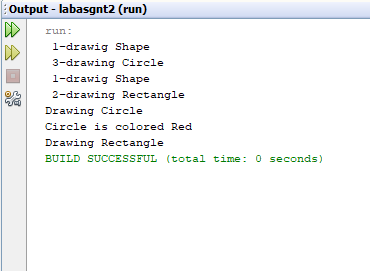 Output - labasgnt2 (run)
run:
1-drawig Shape
3-drawing Circle
1-drawig Shape
2-drawing Rectangle
Drawing Circle
Circle is colored Red
Drawing Rectangle
BUILD SUCCESSFUL (total time: 0 seconds)